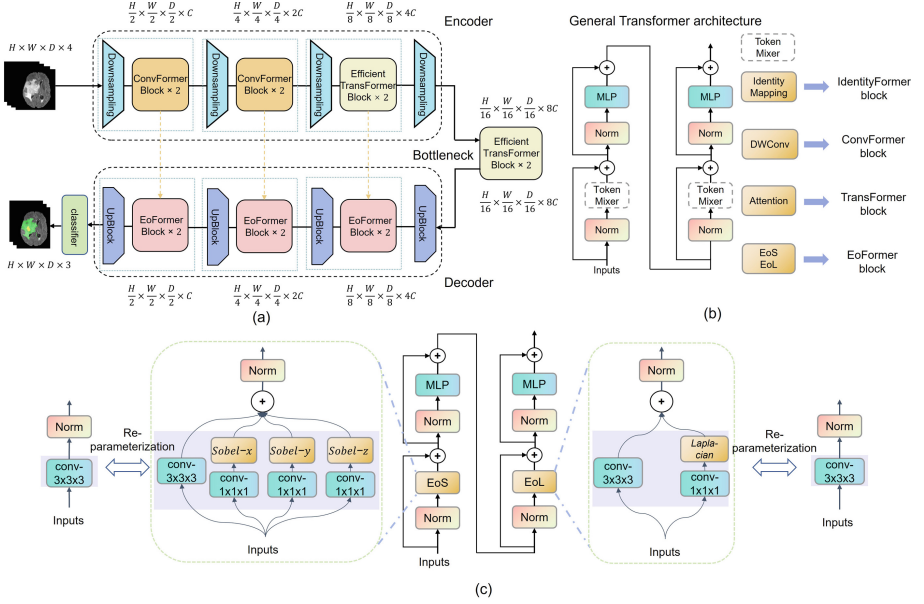 H/2 × W/2 × D/2 × C
H/4 × W/4 × D/4 × 2C
H/8 × W/8 × D/8 × 4C
Encoder
H × W × D × 4
Downsampling
ConvFormer
Block × 2
Downsampling
ConvFormer
Block × 2
Downsampling
Efficient
TransFormer
Block × 2
Downsampling
H/16 × W/16 × D/16 × 8C
Bottleneck
Efficient
TransFormer
Block × 2
H/16 × W/16 × D/16 × 8C
classifier
UpBlock
EoFormer
Block × 2
UpBlock
EoFormer
Block × 2
UpBlock
EoFormer
Block × 2
UpBlock
H × W × D × 3
Decoder
H/2 × W/2 × D/2 × C
H/4 × W/4 × D/4 × 2C
H/8 × W/8 × D/8 × 4C
(a)
General Transformer architecture
MLP
Norm
Token
Mixer
Norm
Inputs
MLP
Norm
Token
Mixer
Norm
Token
Mixer
Identity
Mapping
IdentityFormer
block
DWConv
ConvFormer
block
Attention
TransFormer
block
EoS
EoL
EoFormer
block
(b)
Norm
conv-
3x3x3
Inputs
Re-
parameterization
Norm
conv-
3x3x3
Sobel-x
conv-
1x1x1
Sobel-y
conv-
1x1x1
Sobel-z
conv-
1x1x1
Inputs
MLP
Norm
EoS
Norm
Inputs
MLP
Norm
EoL
Norm
Norm
conv-
3x3x3
Lapla-
cian
conv-
1x1x1
Inputs
Re-
parameterization
Norm
conv-
3x3x3
Inputs
(c)